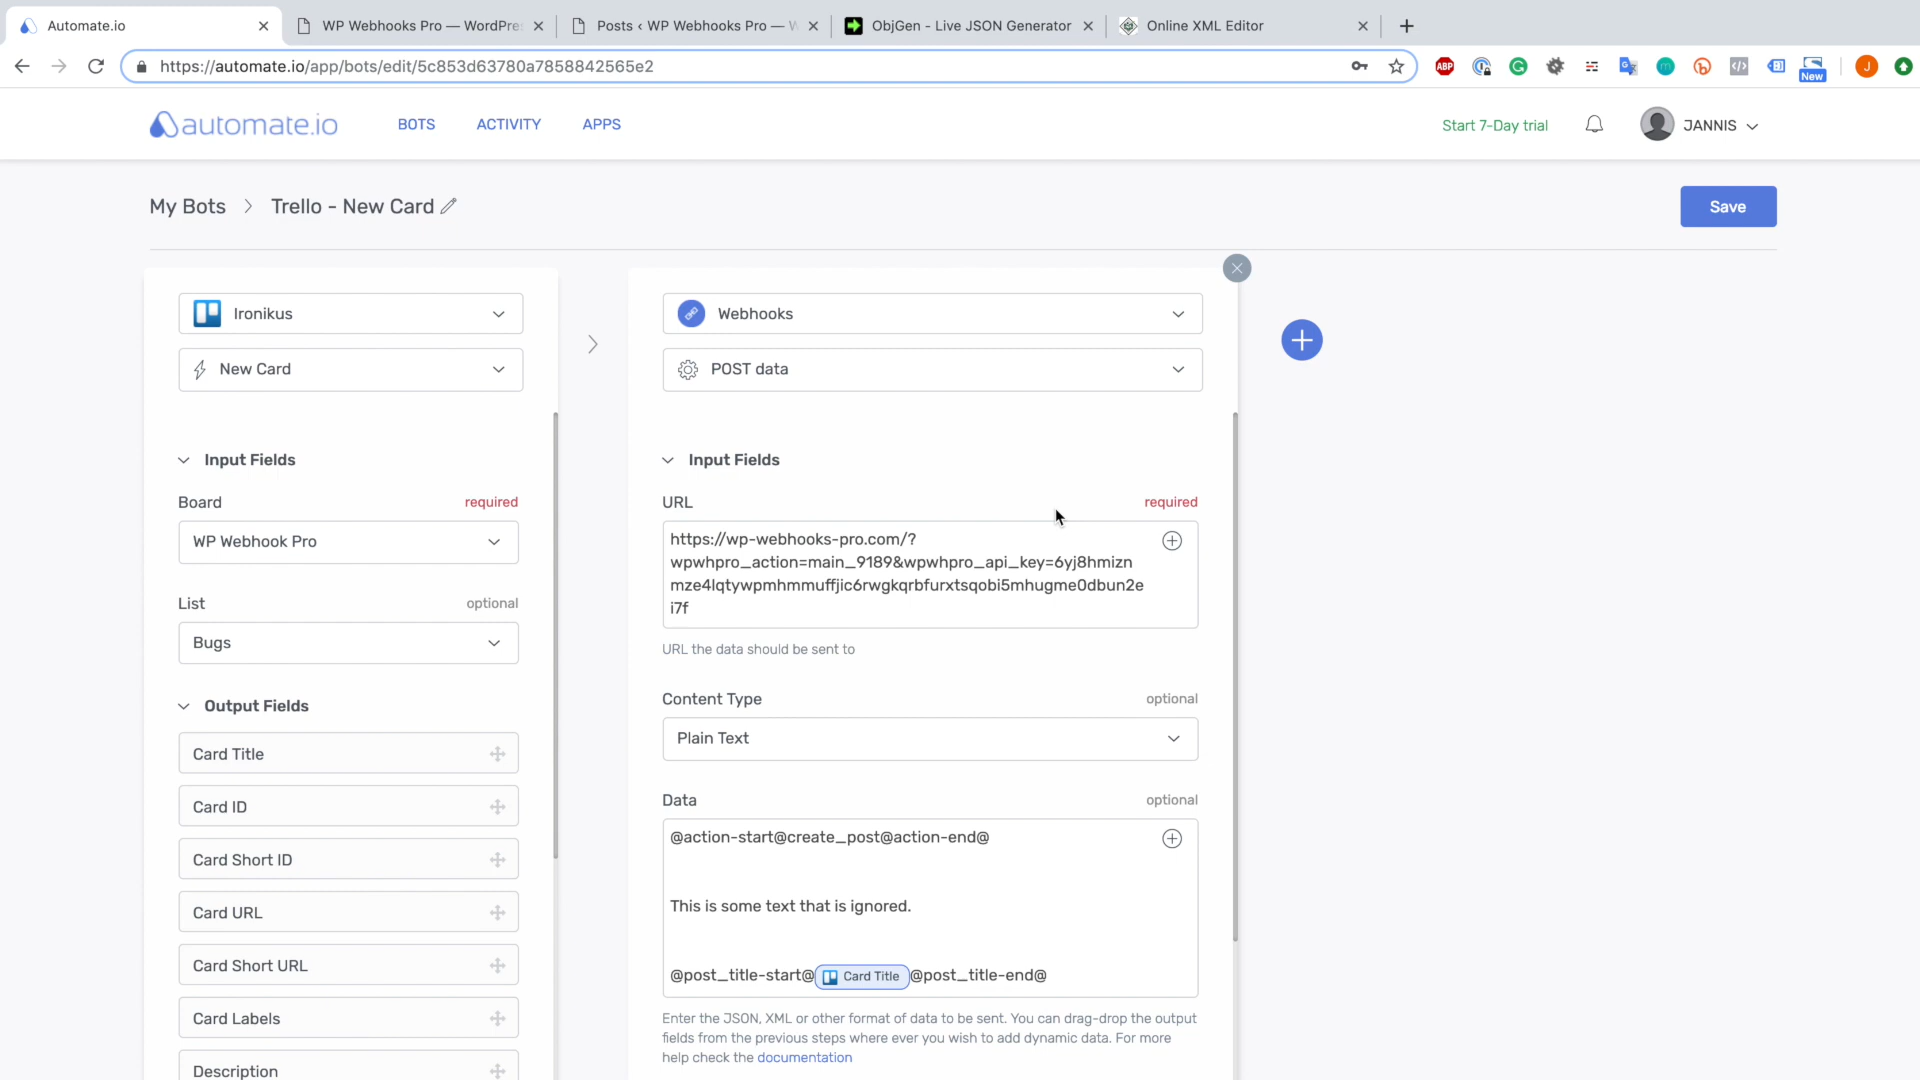 Automate.io
WP Webhooks Pro — WordPre
Posts ‹ WP Webhooks Pro — W
ObjGen - Live JSON Generator
Online XML Editor
https://automate.io/app/bots/edit/5c853d63780a7858842565e2
ABP
New
J
automate.io
BOTS
ACTIVITY
APPS
Start 7-Day trial
JANNIS
My Bots
Trello - New Card
Save
Ironikus
New Card
Input Fields
Board
required
WP Webhook Pro
List
optional
Bugs
Output Fields
Card Title
Card ID
Card Short ID
Card URL
Card Short URL
Card Labels
Description
Webhooks
POST data
Input Fields
URL
required
https://wp-webhooks-pro.com/?
wpwhpro_action=main_9189&wpwhpro_api_key=6yj8hmizn
mze4lqtywpmhmmuffjic6rwgkqrbfurxtsqobi5mhugme0dbun2e
i7f
URL the data should be sent to
Content Type
optional
Plain Text
Data
optional
@action-start@create_post@action-end@
This is some text that is ignored.
@post_title-start@ Card Title @post_title-end@
Enter the JSON, XML or other format of data to be sent. You can drag-drop the output
fields from the previous steps where ever you wish to add dynamic data. For more
help check the documentation